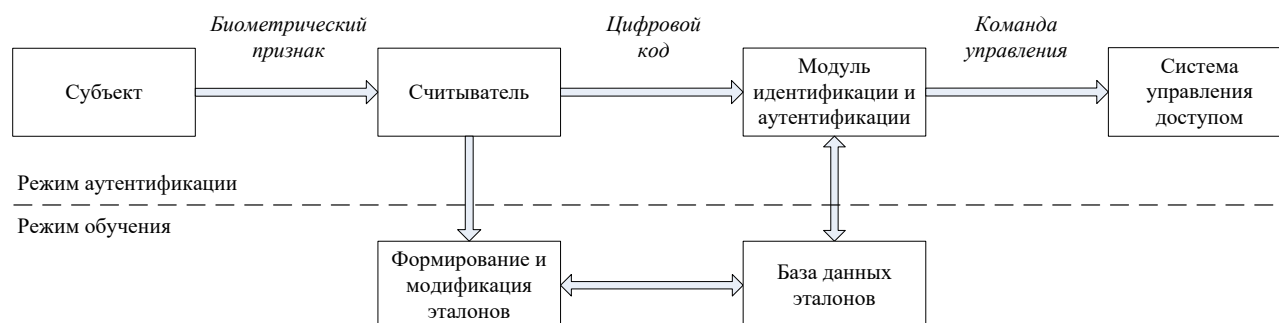 Биометрический
признак
Цифровой
код
Команда
управления
Субъект
Считыватель
Модуль
идентификации и
аутентификации
Система
управления
доступом
Режим аутентификации
Режим обучения
Формирование и
модификация
эталонов
База данных
эталонов